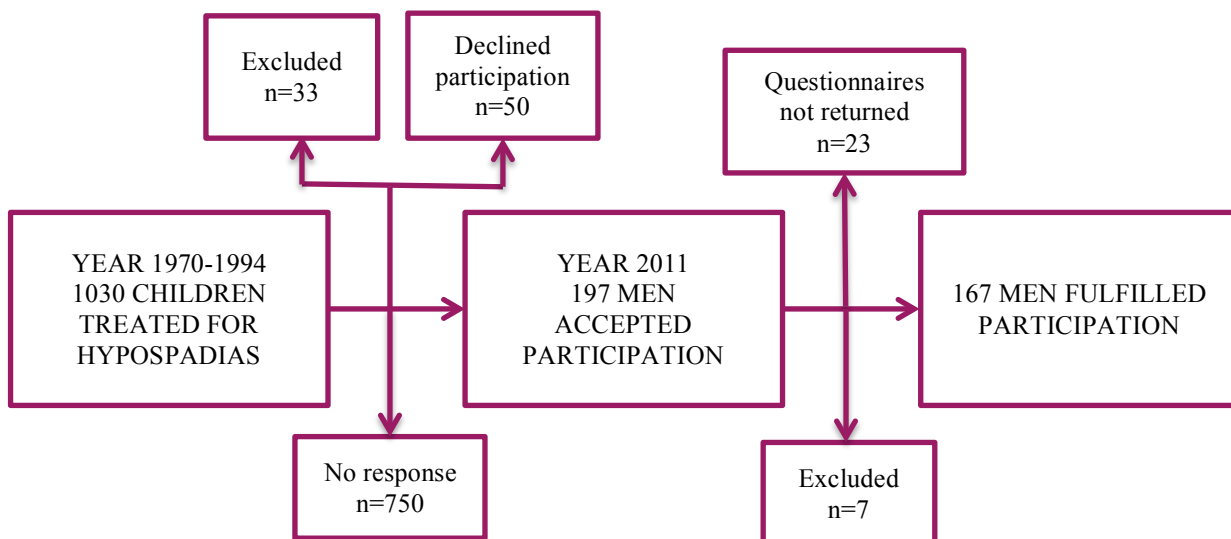 Excluded
n=33
Declined
participation
n=50
Questionnaires
not returned
n=23
YEAR 1970-1994
1030 CHILDREN
TREATED FOR
HYPOSPADIAS
YEAR 2011
197 MEN
ACCEPTED
PARTICIPATION
167 MEN FULFILLED
PARTICIPATION
No response
n=750
Excluded
n=7